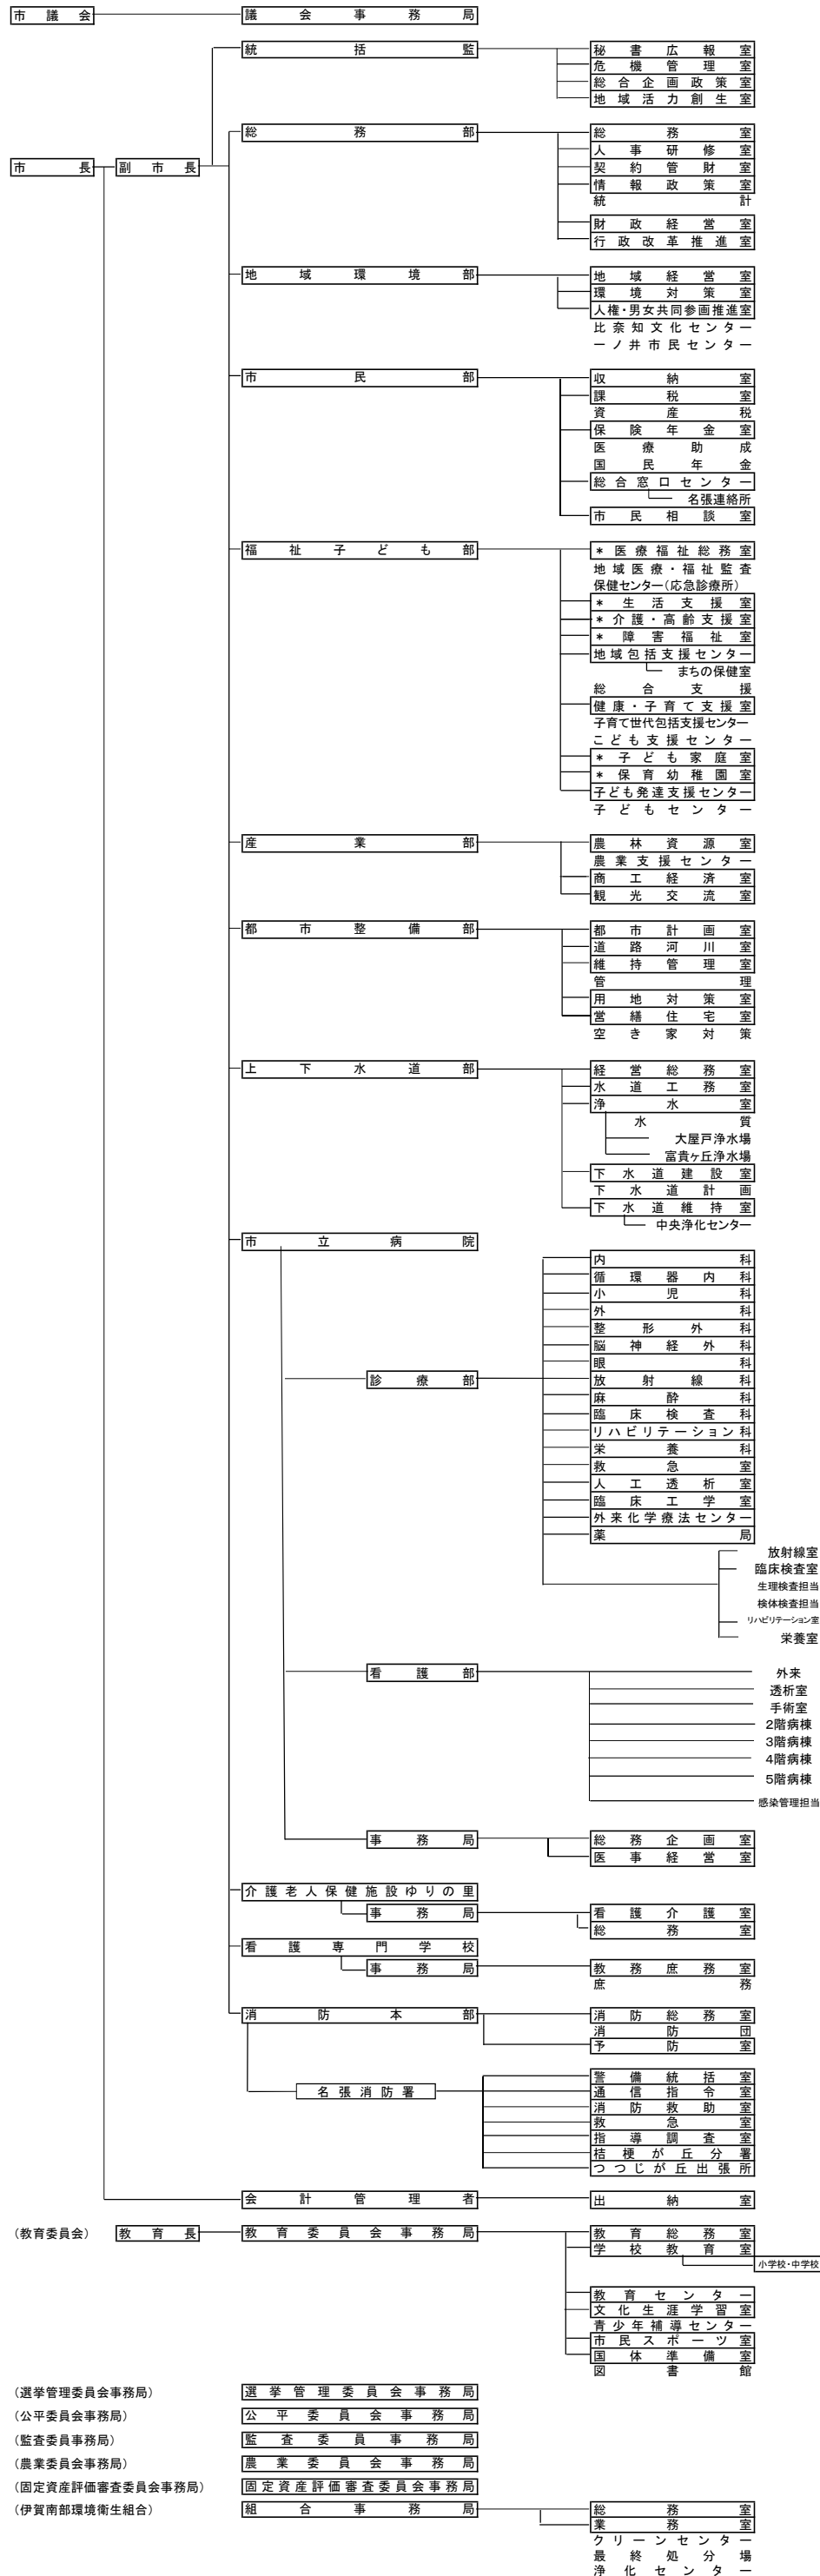 市議会 議会事務局
統括監 秘書広報室
危機管理室
総合企画政策室
地域活力創生室
総務部 総務室
人事研修室
市長 副市長 契約管財室
情報政策室
統計
財政経営室
行政改革推進室
地域環境部 地域経営室
環境対策室
人権・男女共同参画推進室
比奈知文化センター
一ノ井市民センター
市民部 収納室
課税室
資産税
保険年金室
医療助成
国民年金
総合窓口センター
名張連絡所
市民相談室
福祉子ども部 *医療福祉総務室
地域医療・福祉監査
保健センター(応急診療所)
*生活支援室
*介護・高齢支援室
*障害福祉室
地域包括支援センター
まちの保健室
総合支援
健康・子育て支援室
子育て世代包括支援センター
こども支援センター
*子ども家庭室
*保育幼稚園室
子ども発達支援センター
子どもセンター
産業部 農林資源室
農業支援センター
商工経済室
観光交流室
都市整備部 都市計画室
道路河川室
維持管理室
管理
用地対策室
営繕住宅室
空き家対策
上下水道部 経営総務室
水道工務室
浄水室
水質
大屋戸浄水場
富貴ヶ丘浄水場
下水道建設室
下水道計画
下水道維持室
中央浄化センター
市立病院
内科
循環器内科
小児科
外科
整形外科
脳神経外科
眼科
診療部 放射線科
麻酔科
臨床検査科
リハビリテーション科
栄養科
救急室
人工透析室
臨床工学室
外来化学療法センター
薬局
放射線室
臨床検査室
生理検査担当
検体検査担当
リハビリテーション室
栄養室
看護部 外来
透析室
手術室
2階病棟
3階病棟
4階病棟
5階病棟
感染管理担当
事務局 総務企画室
医事経営室
介護老人保健施設ゆりの里
事務局 看護介護室
総務室
看護専門学校
事務局 教務庶務室
庶務
消防本部 消防総務室
消防団
予防室
警備統括室
名張消防署 通信指令室
消防救助室
救急室
指導調査室
桔梗が丘分署
つつじが丘出張所
会計管理者 出納室
(教育委員会) 教育長 教育委員会事務局 教育総務室
学校教育室
小学校・中学校
教育センター
文化生涯学習室
青少年補導センター
市民スポーツ室
国体準備室
図書館
(選挙管理委員会事務局) 選挙管理委員会事務局
(公平委員会事務局) 公平委員会事務局
(監査委員事務局) 監査委員事務局
(農業委員会事務局) 農業委員会事務局
(固定資産評価審査委員会事務局) 固定資産評価審査委員会事務局
(伊賀南部環境衛生組合) 組合事務局 総務室
業務室
クリーンセンター
最終処分場
浄化センター